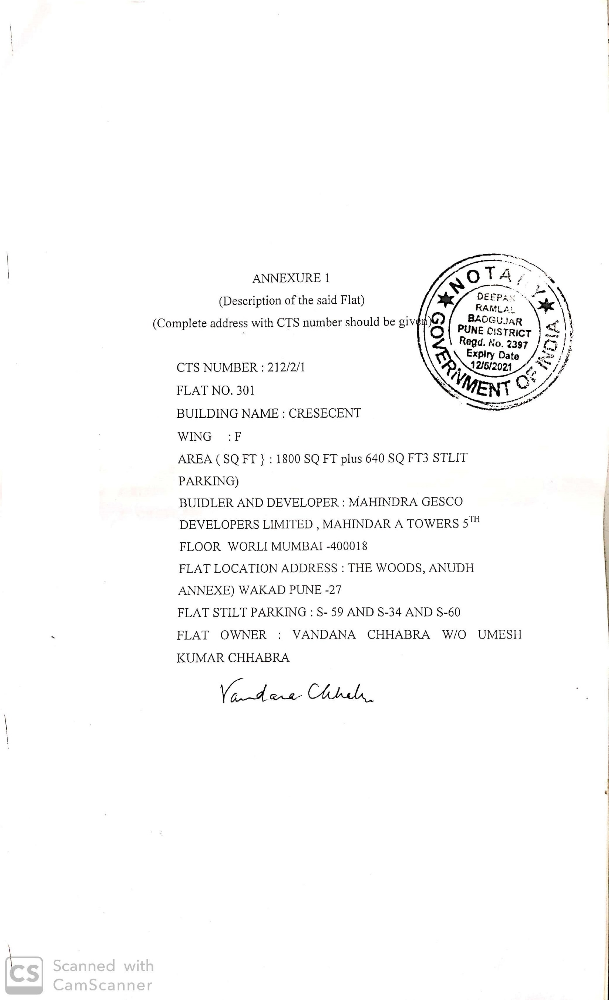 ANNEXURE 1
(Description of the said Flat)
(Complete address with CTS number should be given)
NOTARY
GOVERNMENT OF INDIA
DEEPAK
RAMLAL
BADGUJAR
PUNE DISTRICT
Regd. No. 2397
Expiry Date
12/6/2021
CTS NUMBER : 212/2/1
FLAT NO. 301
BUILDING NAME : CRESECENT
WING : F
AREA ( SQ FT } : 1800 SQ FT plus 640 SQ FT3 STLIT
PARKING)
BUIDLER AND DEVELOPER : MAHINDRA GESCO
DEVELOPERS LIMITED , MAHINDAR A TOWERS 5TH
FLOOR WORLI MUMBAI -400018
FLAT LOCATION ADDRESS : THE WOODS, ANUDH
ANNEXE) WAKAD PUNE -27
FLAT STILT PARKING : S- 59 AND S-34 AND S-60
FLAT OWNER : VANDANA CHHABRA W/O UMESH
KUMAR CHHABRA
Vandana
CS
Scanned with
CamScanner